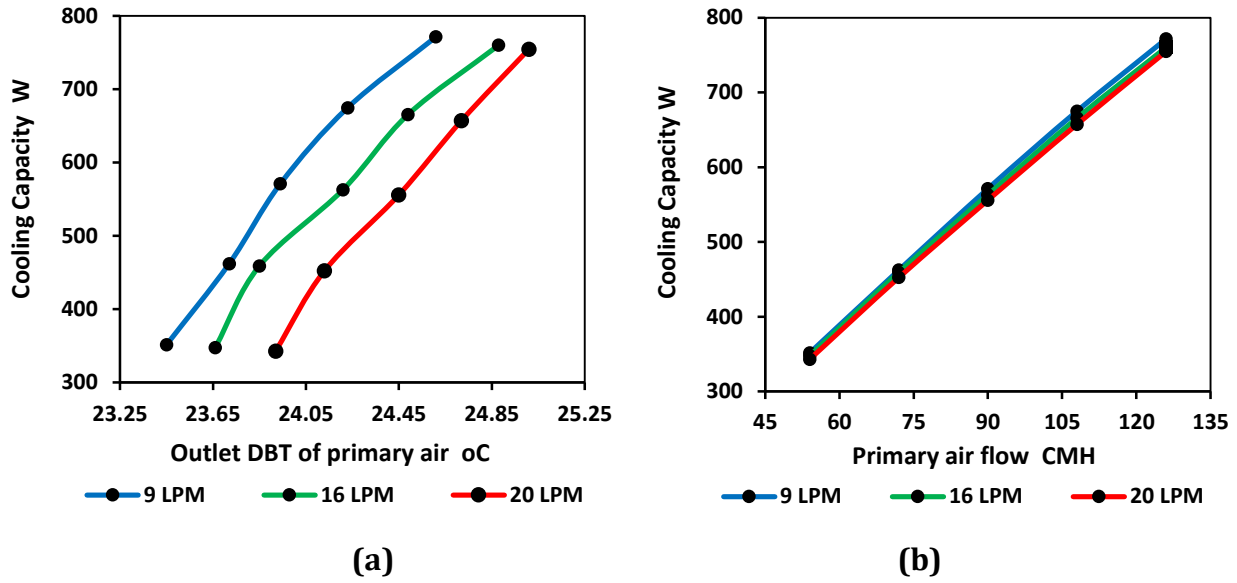 800
700
600
500
400
300
Cooling Capacity W
23.25 23.65 24.05 24.45 24.85 25.25
Outlet DBT of primary air oC
9 LPM 16 LPM 20 LPM
(a)
800
700
600
500
400
300
Cooling Capacity W
45 60 75 90 105 120 135
Primary air flow CMH
9 LPM 16 LPM 20 LPM
(b)